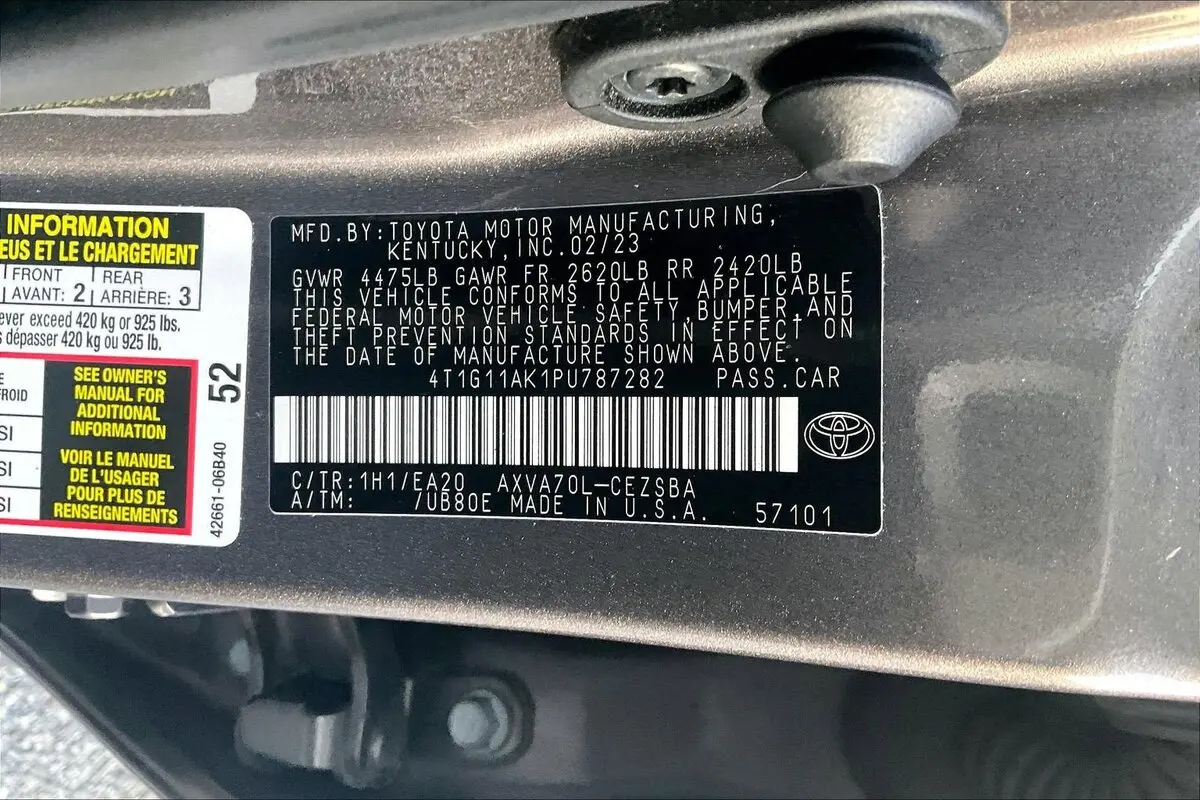 INFORMATION
EUS ET LE CHARGEMENT
FRONT REAR
AVANT: 2 ARRIÈRE: 3
ever exceed 420 kg or 925 lbs.
dépasser 420 kg ou 925 lb.
SEE OWNER'S
MANUAL FOR
ADDITIONAL
INFORMATION
VOIR LE MANUEL
DE L'USAGER
POUR PLUS DE
RENSEIGNEMENTS
E
FROID
SI
SI
SI
52
42661-06B40
MFD.BY:TOYOTA MOTOR MANUFACTURING,
KENTUCKY, INC. 02/23
GVWR 4475LB GAWR FR 2620LB RR 2420LB
THIS VEHICLE CONFORMS TO ALL APPLICABLE
FEDERAL MOTOR VEHICLE SAFETY,BUMPER,AND
THEFT PREVENTION STANDARDS IN EFFECT ON
THE DATE OF MANUFACTURE SHOWN ABOVE.
4T1G11AK1PU787282 PASS.CAR
C/TR:1H1/EA20 AXVA70L-CEZSBA
A/TM: /UB80E MADE IN U.S.A. 57101